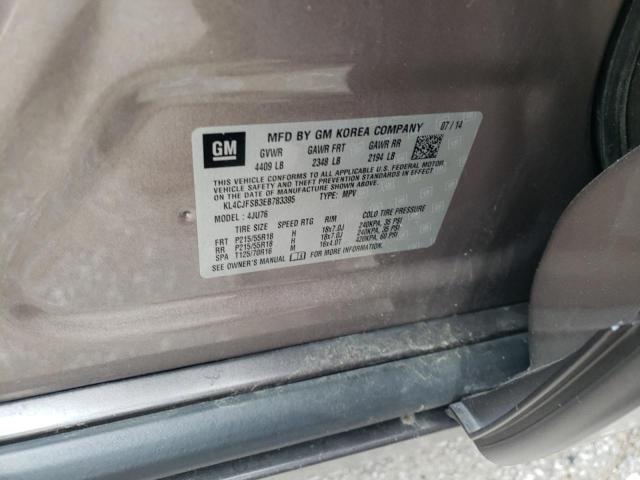 GM
MFD BY GM KOREA COMPANY 07/14
GVWR GAWR FRT GAWR RR
4409 LB 2348 LB 2194 LB
THIS VEHICLE CONFORMS TO ALL APPLICABLE U.S. FEDERAL MOTOR
VEHICLE SAFETY AND THEFT PREVENTION STANDARDS IN EFFECT ON
THE DATE OF MANUFACTURE SHOWN ABOVE.
KL4CJFSB3EB783395 TYPE: MPV
MODEL: 4JU76
TIRE SIZE SPEED RTG RIM COLD TIRE PRESSURE
FRT P215/55R18 H 18x7.0J 240KPA, 35 PSI
RR P215/55R18 H 18x7.0J 240KPA, 35 PSI
SPA T125/70R16 M 16x4.0T 420KPA, 60 PSI
SEE OWNER'S MANUAL